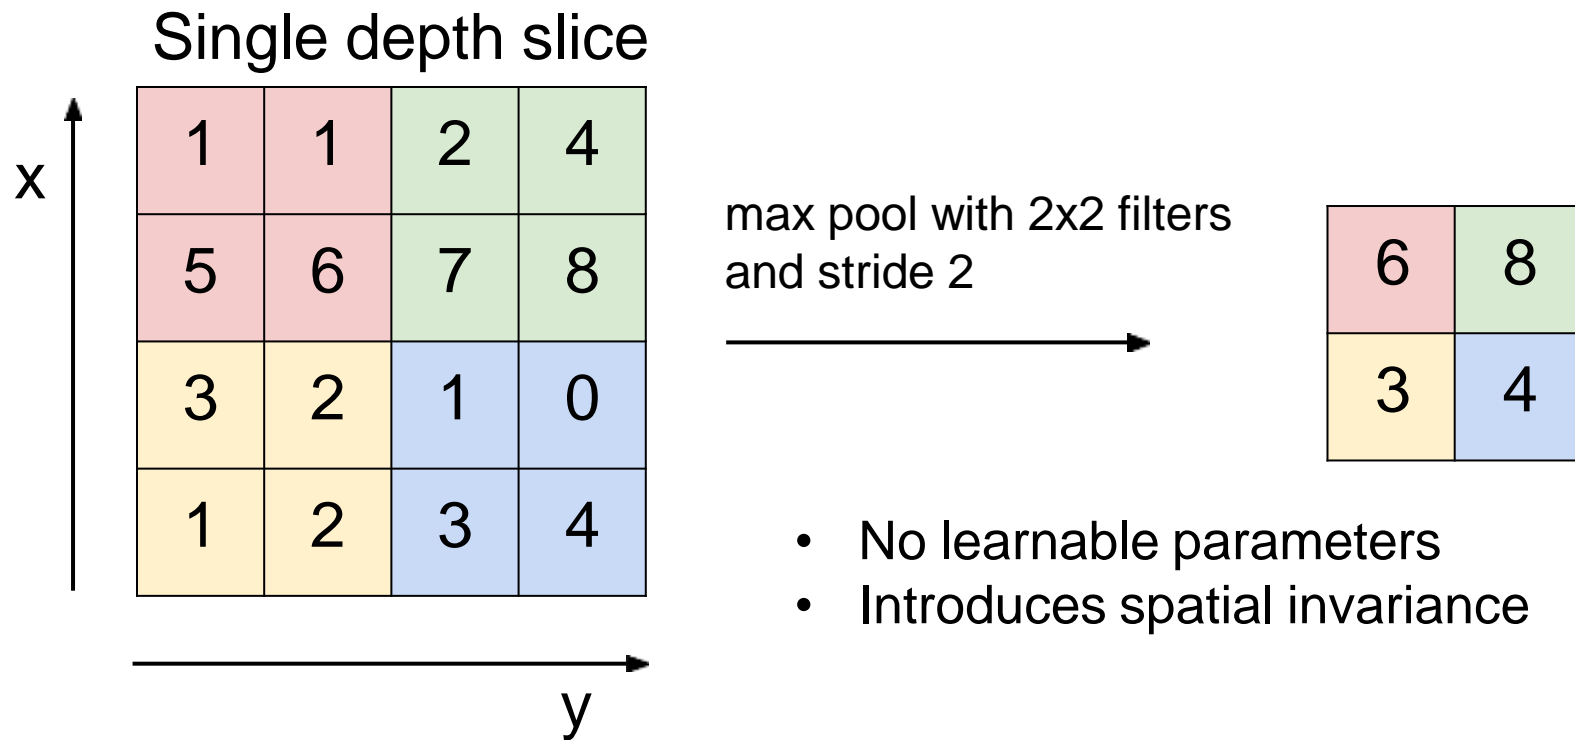 Single depth slice
x
1 1 2 4
5 6 7 8
3 2 1 0
1 2 3 4
y
max pool with 2x2 filters
and stride 2
6 8
3 4
• No learnable parameters
• Introduces spatial invariance